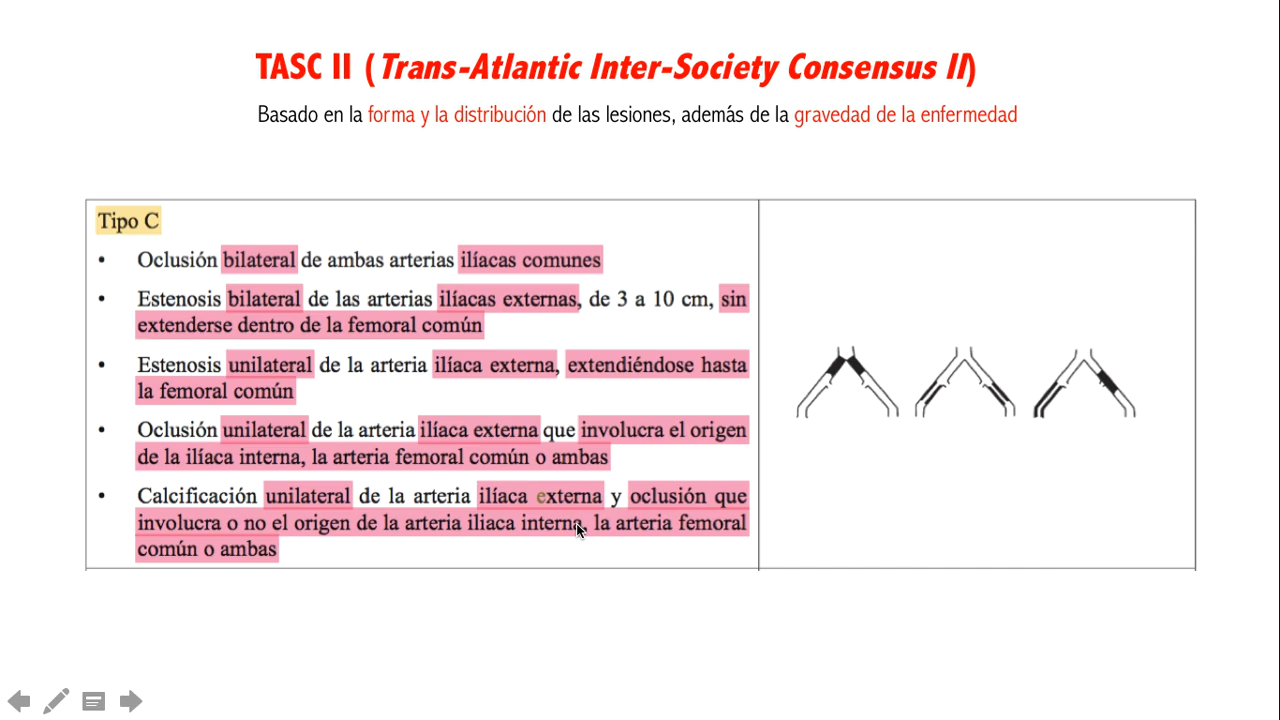 TASC II (Trans-Atlantic Inter-Society Consensus II)
Basado en la forma y la distribución de las lesiones, además de la gravedad de la enfermedad
Tipo C
• Oclusión bilateral de ambas arterias ilíacas comunes
• Estenosis bilateral de las arterias ilíacas externas, de 3 a 10 cm, sin
extenderse dentro de la femoral común
• Estenosis unilateral de la arteria ilíaca externa, extendiéndose hasta
la femoral común
• Oclusión unilateral de la arteria ilíaca externa que involucra el origen
de la ilíaca interna, la arteria femoral común o ambas
• Calcificación unilateral de la arteria ilíaca externa y oclusión que
involucra o no el origen de la arteria iliaca interna, la arteria femoral
común o ambas